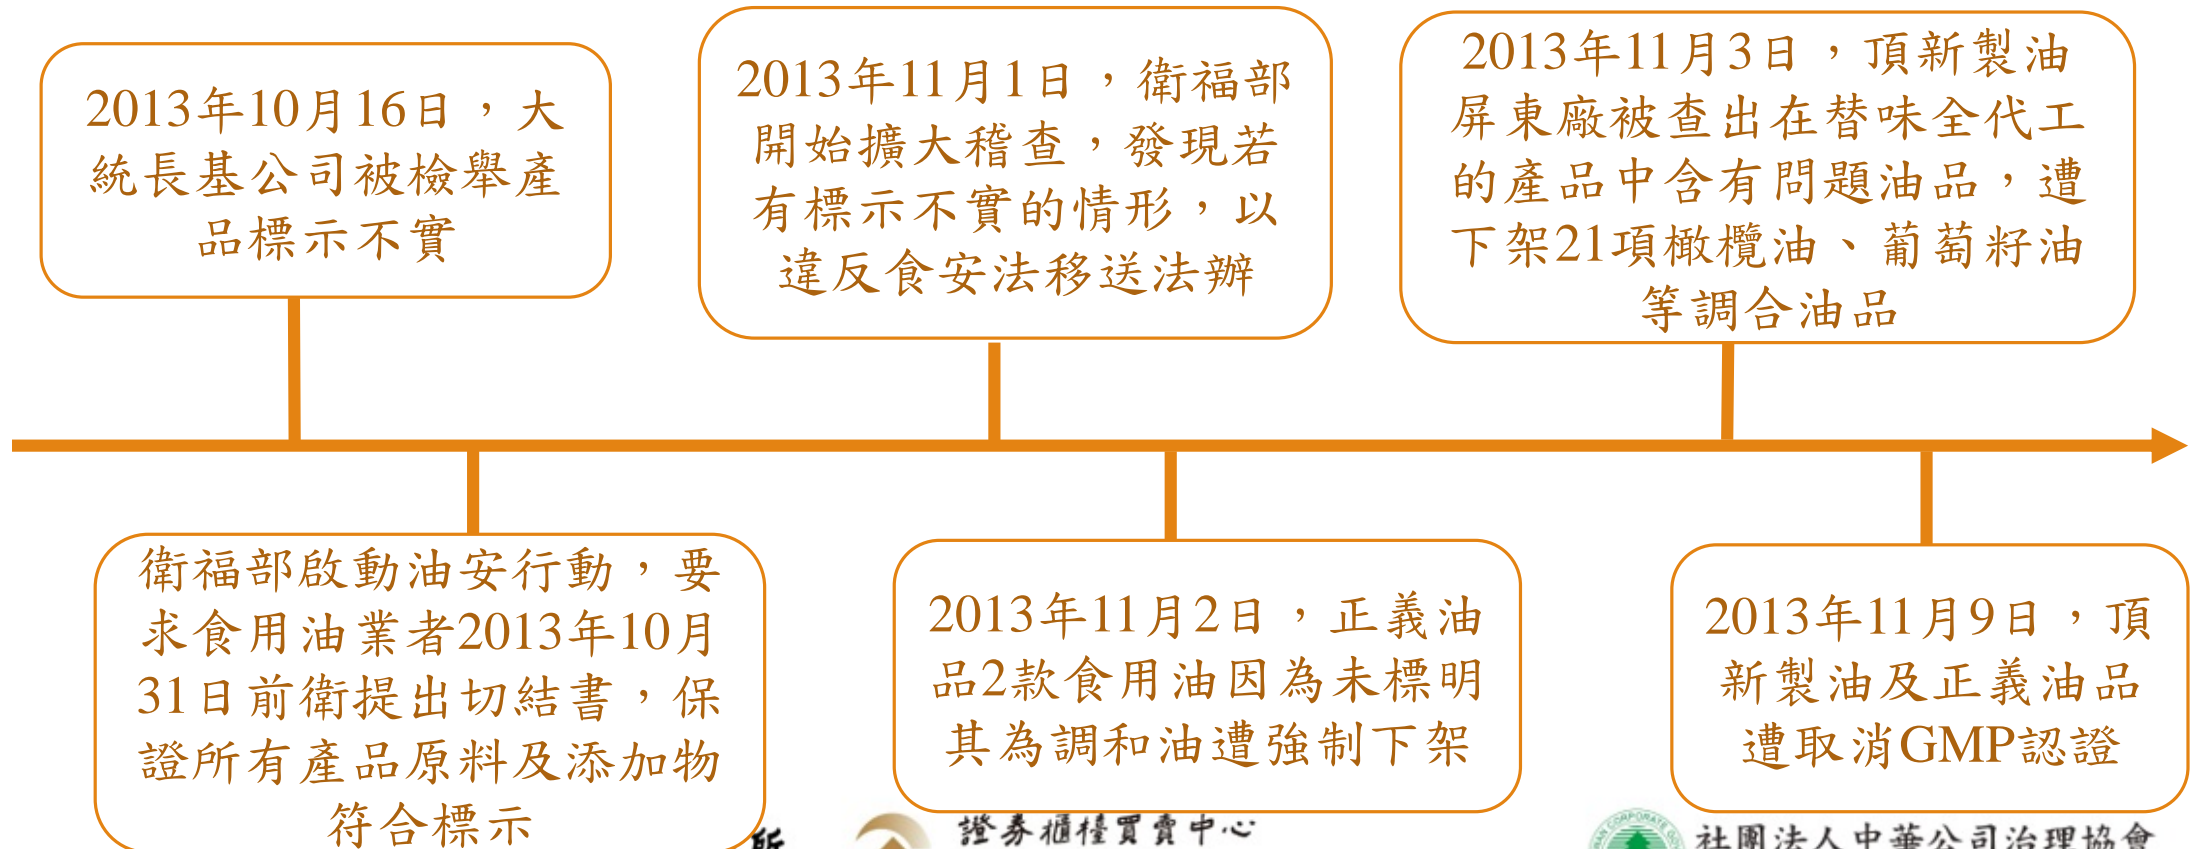 2013年10月16日，大
統長基公司被檢舉產
品標示不實
衛福部啟動油安行動，要
求食用油業者2013年10月
31日前衛提出切結書，保
證所有產品原料及添加物
符合標示
2013年11月1日，衛福部
開始擴大稽查，發現若
有標示不實的情形，以
違反食安法移送法辦
2013年11月2日，正義油
品2款食用油因為未標明
其為調和油遭強制下架
2013年11月3日，頂新製油
屏東廠被查出在替味全代工
的產品中含有問題油品，遭
下架21項橄欖油、葡萄籽油
等調合油品
2013年11月9日，頂
新製油及正義油品
遭取消GMP認證
所
證券櫃檯買賣中心
社團法人中華公司治理協會